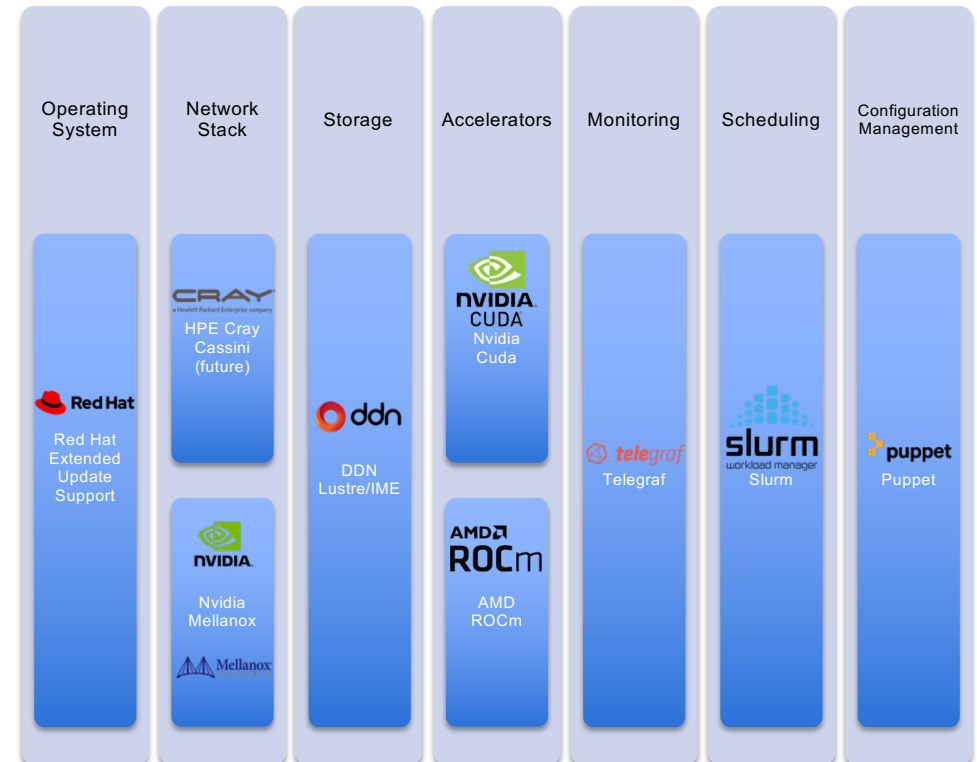 Operating
System
Network
Stack
Storage
Accelerators
Monitoring
Scheduling
Configuration
Management
Red Hat
Red Hat
Extended
Update
Support
CRAY
a Hewlett Packard Enterprise company
HPE Cray
Cassini
(future)
NVIDIA.
Nvidia
Mellanox
Mellanox
ddn
DDN
Lustre/IME
NVIDIA.
CUDA
Nvidia
Cuda
AMD
ROCm
AMD
ROCm
telegraf
Telegraf
slurm
workload manager
Slurm
puppet
Puppet